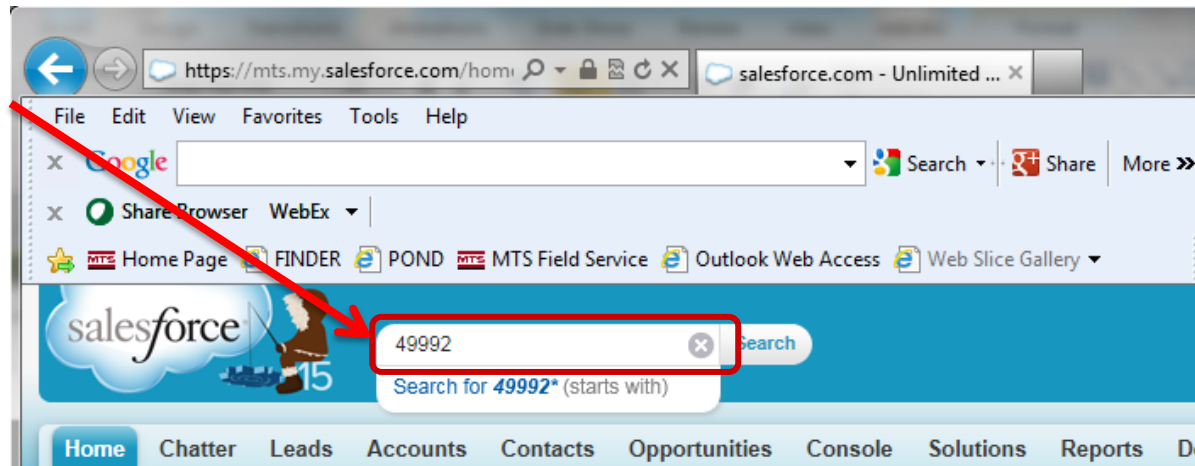 https://mts.my.salesforce.com/hom salesforce.com - Unlimited ...
File Edit View Favorites Tools Help
x Google Search Share More »
x Share Browser WebEx
MTS Home Page FINDER POND MTS MTS Field Service Outlook Web Access Web Slice Gallery
salesforce 15
49992 Search
Search for 49992* (starts with)
Home Chatter Leads Accounts Contacts Opportunities Console Solutions Reports D